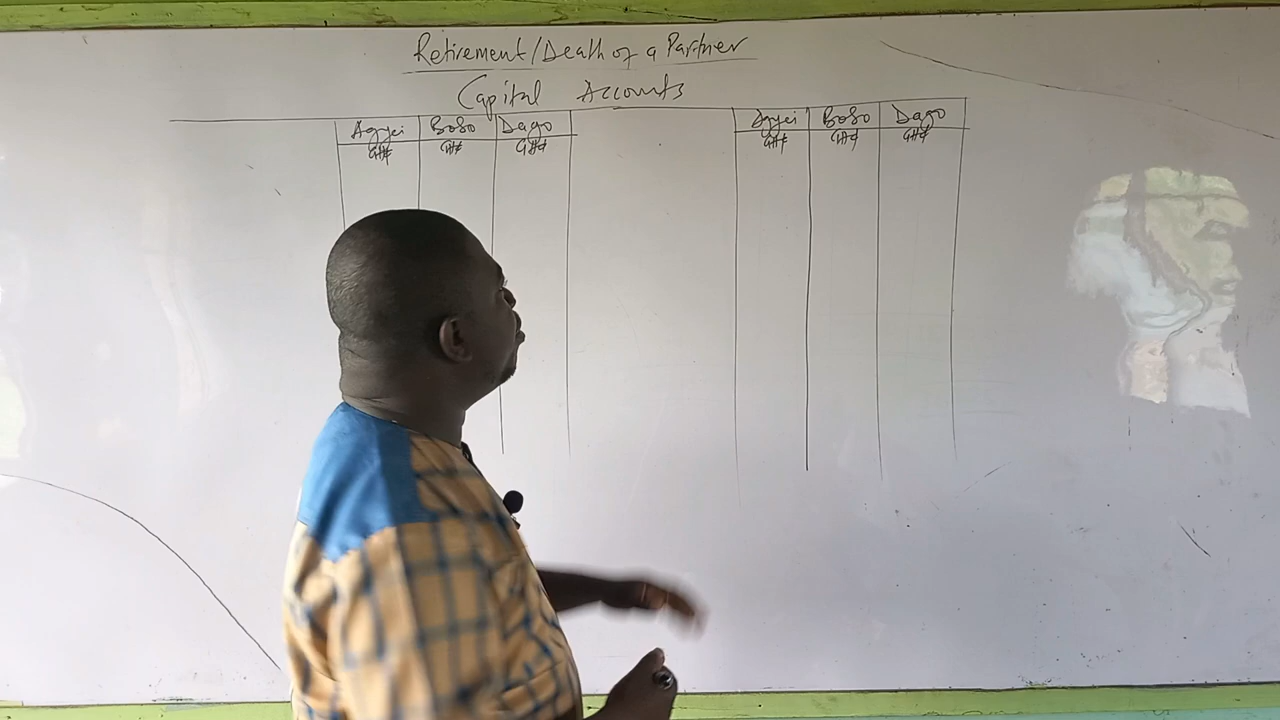 Retirement/Death of a Partner
Capital Accounts
Agyei Boso Dago Agyei Boso Dago
GH¢ GH¢ GH¢ GH¢ GH¢ GH¢